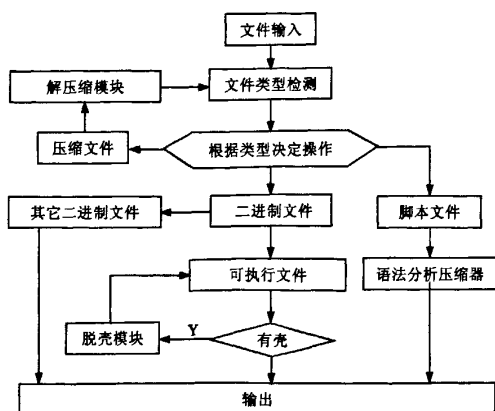 文件输入
解压缩模块
文件类型检测
压缩文件
根据类型决定操作
其它二进制文件
二进制文件
脚本文件
可执行文件
语法分析压缩器
脱壳模块
Y
有壳
输出